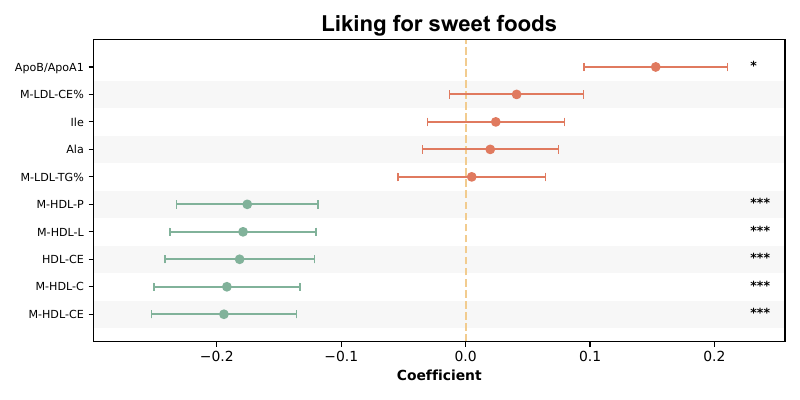 Liking for sweet foods
ApoB/ApoA1 *
M-LDL-CE%
Ile
Ala
M-LDL-TG%
M-HDL-P ***
M-HDL-L ***
HDL-CE ***
M-HDL-C ***
M-HDL-CE ***
−0.2 −0.1 0.0 0.1 0.2
Coefficient